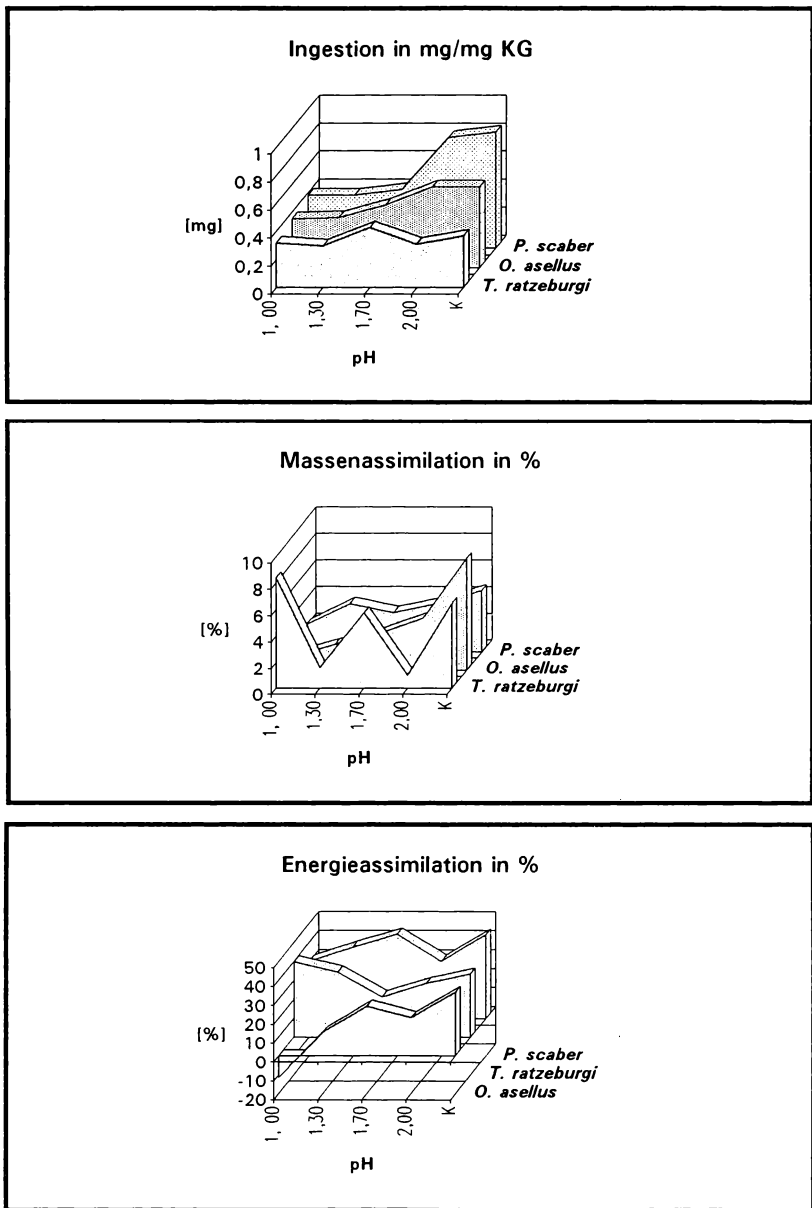 Ingestion in mg/mg KG
1
0,8
0,6
[mg]
0,4
0,2
0
1,00
1,30
1,70
2,00
K
P. scaber
O. asellus
T. ratzeburgi
pH
Massenassimilation in %
10
8
6
[%]
4
2
0
1,00
1,30
1,70
2,00
K
P. scaber
O. asellus
T. ratzeburgi
pH
Energieassimilation in %
50
40
30
20
[%]
10
0
-10
-20
1,00
1,30
1,70
2,00
K
P. scaber
T. ratzeburgi
O. asellus
pH